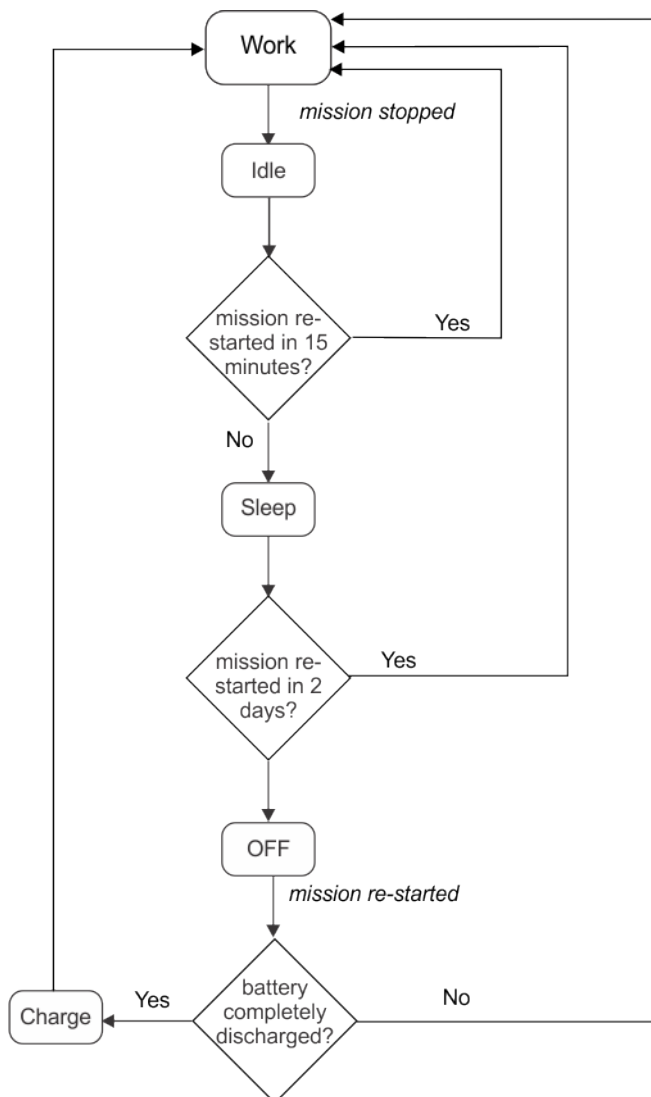 Work
mission stopped
Idle
mission re-
started in 15
minutes?
Yes
No
Sleep
mission re-
started in 2
days?
Yes
OFF
mission re-started
battery
completely
discharged?
Yes
No
Charge